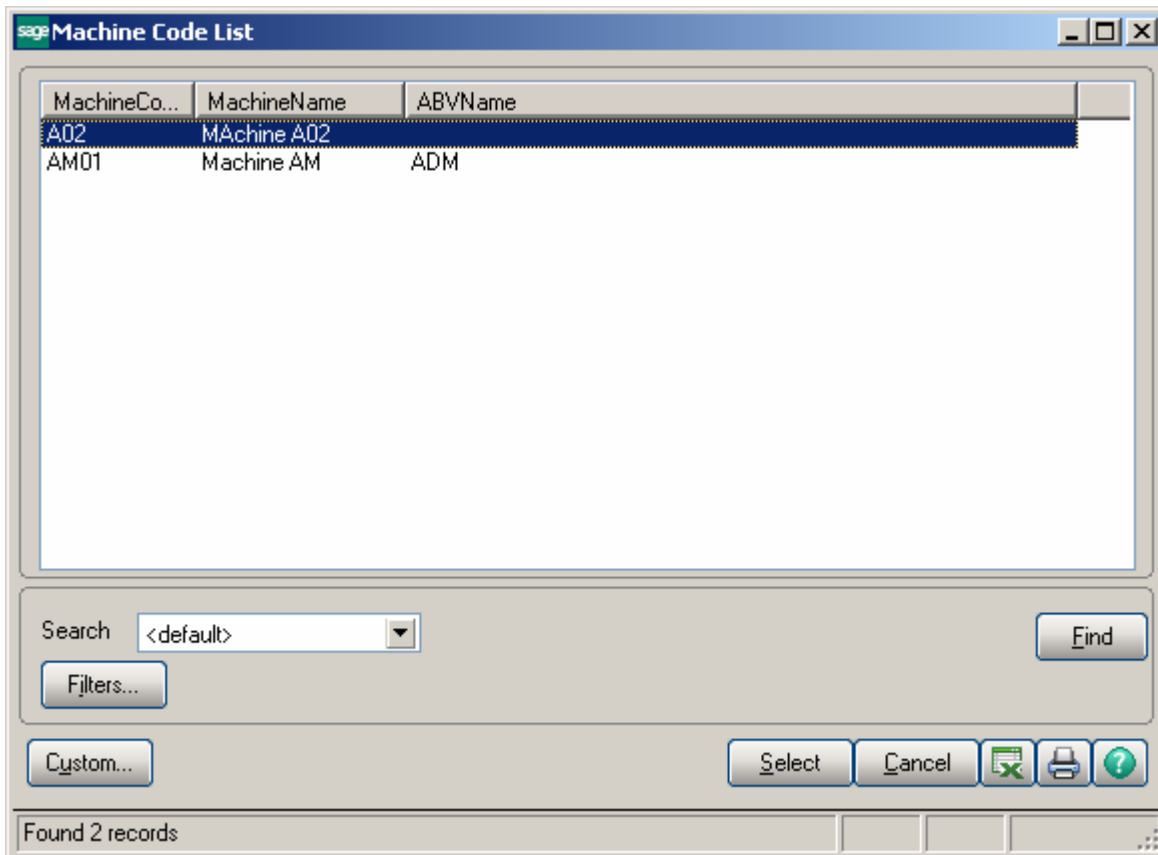 sage Machine Code List
MachineCo... MachineName ABVName
A02 MAchine A02
AM01 Machine AM ADM
Search <default> Find
Filters...
Custom... Select Cancel ?
Found 2 records